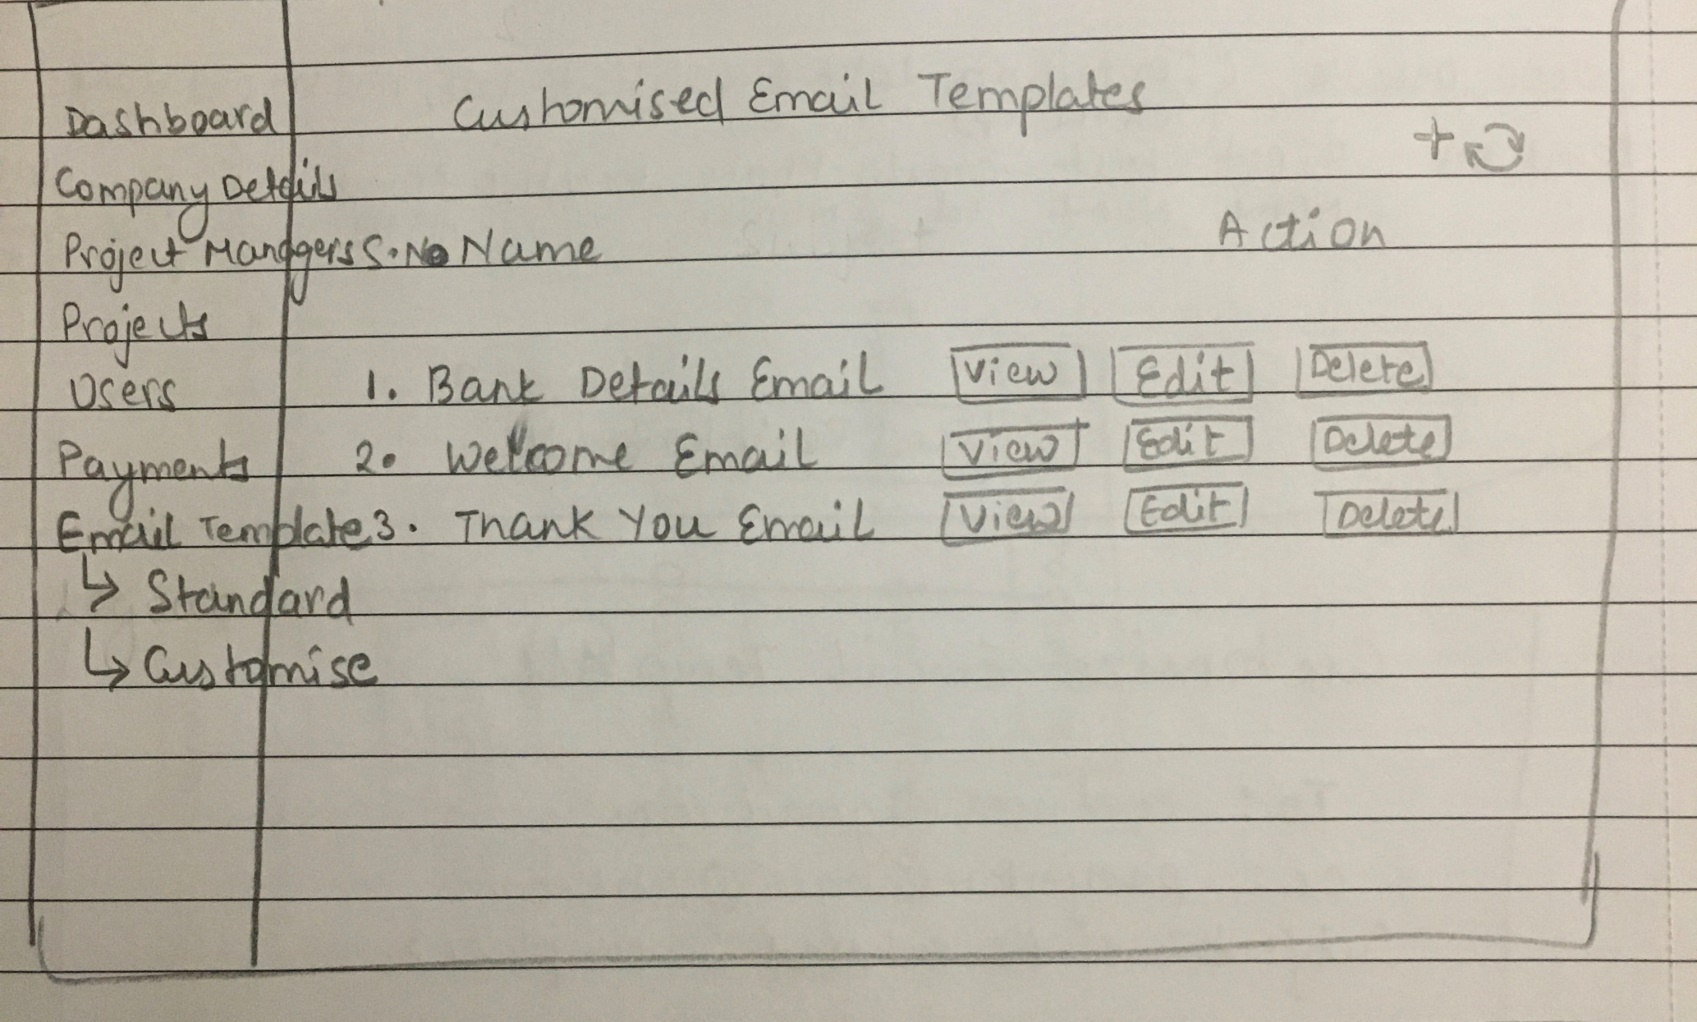 Dashboard
Customised Email Templates
+
Company Details
Project Managers S.No Name Action
Projects
Users 1. Bank Details Email View Edit Delete
Payments 2. Welcome Email View Edit Delete
Email Template 3. Thank You Email View Edit Delete
↳ Standard
↳ Customise